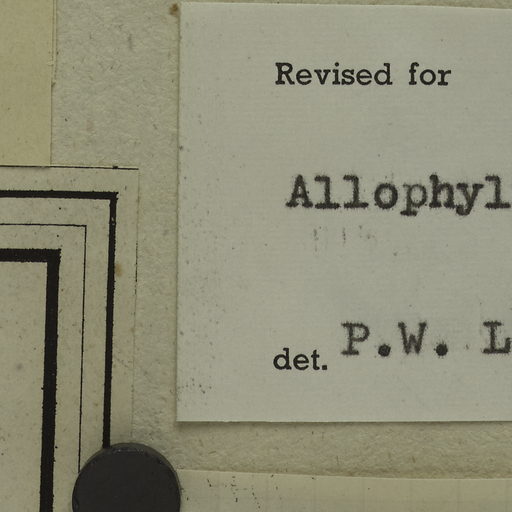 Revised for
Allophyl
det. P.W. L